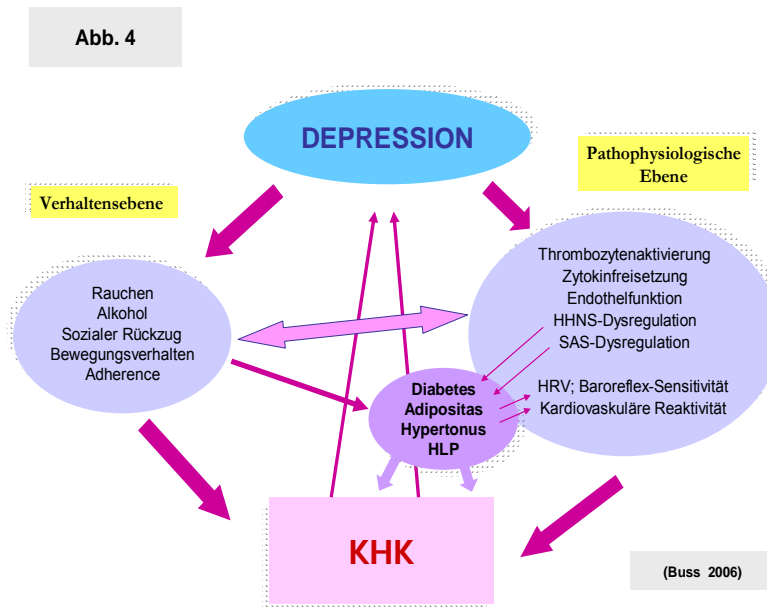 Abb. 4
DEPRESSION
Pathophysiologische
Ebene
Verhaltensebene
Rauchen
Alkohol
Sozialer Rückzug
Bewegungsverhalten
Adherence
Thrombozytenaktivierung
Zytokinfreisetzung
Endothelfunktion
HHNS-Dysregulation
SAS-Dysregulation
HRV; Baroreflex-Sensitivität
Kardiovaskuläre Reaktivität
Diabetes
Adipositas
Hypertonus
HLP
KHK
(Buss 2006)